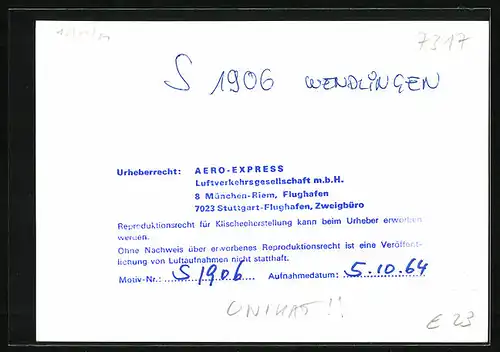 7317
S 1906 WENDLINGEN
Urheberrecht: AERO-EXPRESS
Luftverkehrsgesellschaft m.b.H.
8 München-Riem, Flughafen
7023 Stuttgart-Flughafen, Zweigbüro
Reproduktionsrecht für Klischeeherstellung kann beim Urheber erworben
werden.
Ohne Nachweis über erworbenes Reproduktionsrecht ist eine Veröffent-
lichung von Luftaufnahmen nicht statthaft.
Motiv-Nr.: S 1906 Aufnahmedatum: 5.10.64
UNIKAT!!
E 23